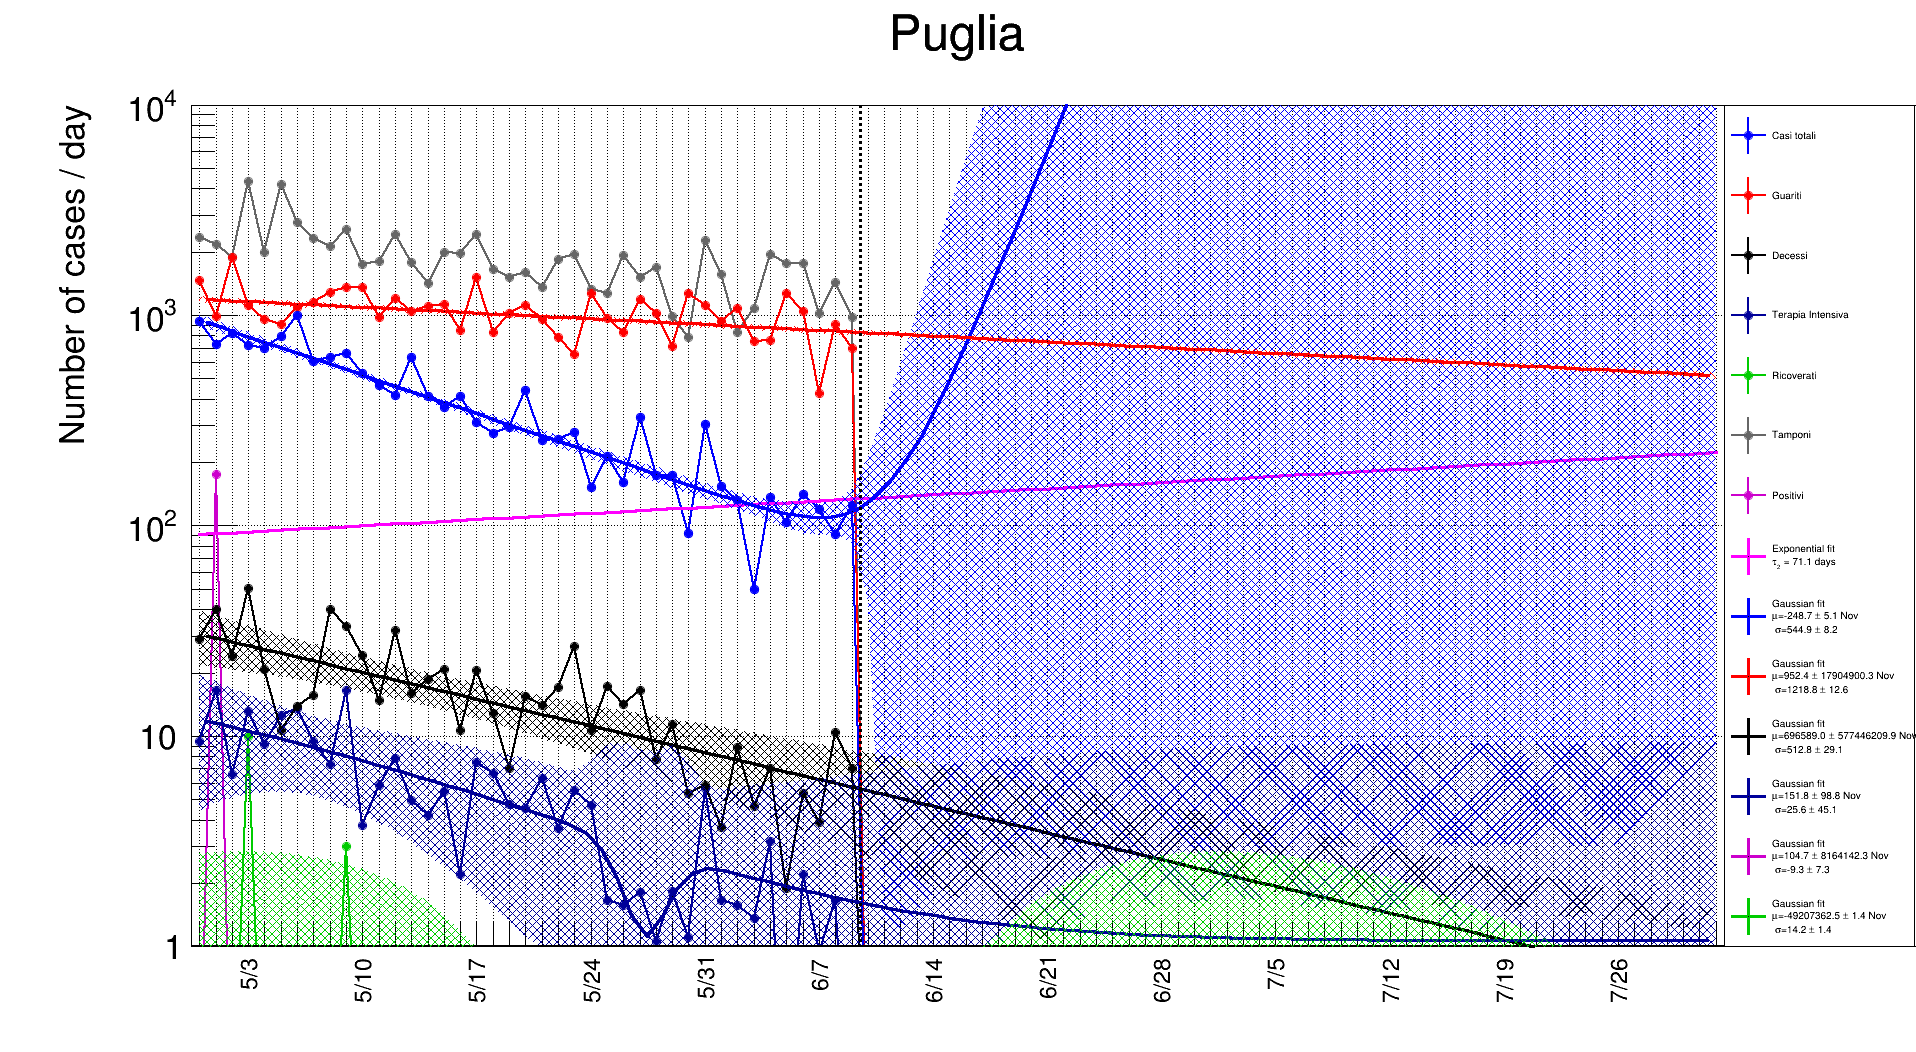 Puglia
Number of cases / day
10^4
10^3
10^2
10
1
5/3
5/10
5/17
5/24
5/31
6/7
6/14
6/21
6/28
7/5
7/12
7/19
7/26
Casi totali
Guariti
Decessi
Terapia Intensiva
Ricoverati
Tamponi
Positivi
Exponential fit
τ₂ = 71.1 days
Gaussian fit
μ=-248.7 ± 5.1 Nov
σ=544.9 ± 8.2
Gaussian fit
μ=952.4 ± 17904900.3 Nov
σ=1218.8 ± 12.6
Gaussian fit
μ=696589.0 ± 577446209.9 Nov
σ=512.8 ± 29.1
Gaussian fit
μ=151.8 ± 98.8 Nov
σ=25.6 ± 45.1
Gaussian fit
μ=104.7 ± 8164142.3 Nov
σ=-9.3 ± 7.3
Gaussian fit
μ=-49207362.5 ± 1.4 Nov
σ=14.2 ± 1.4